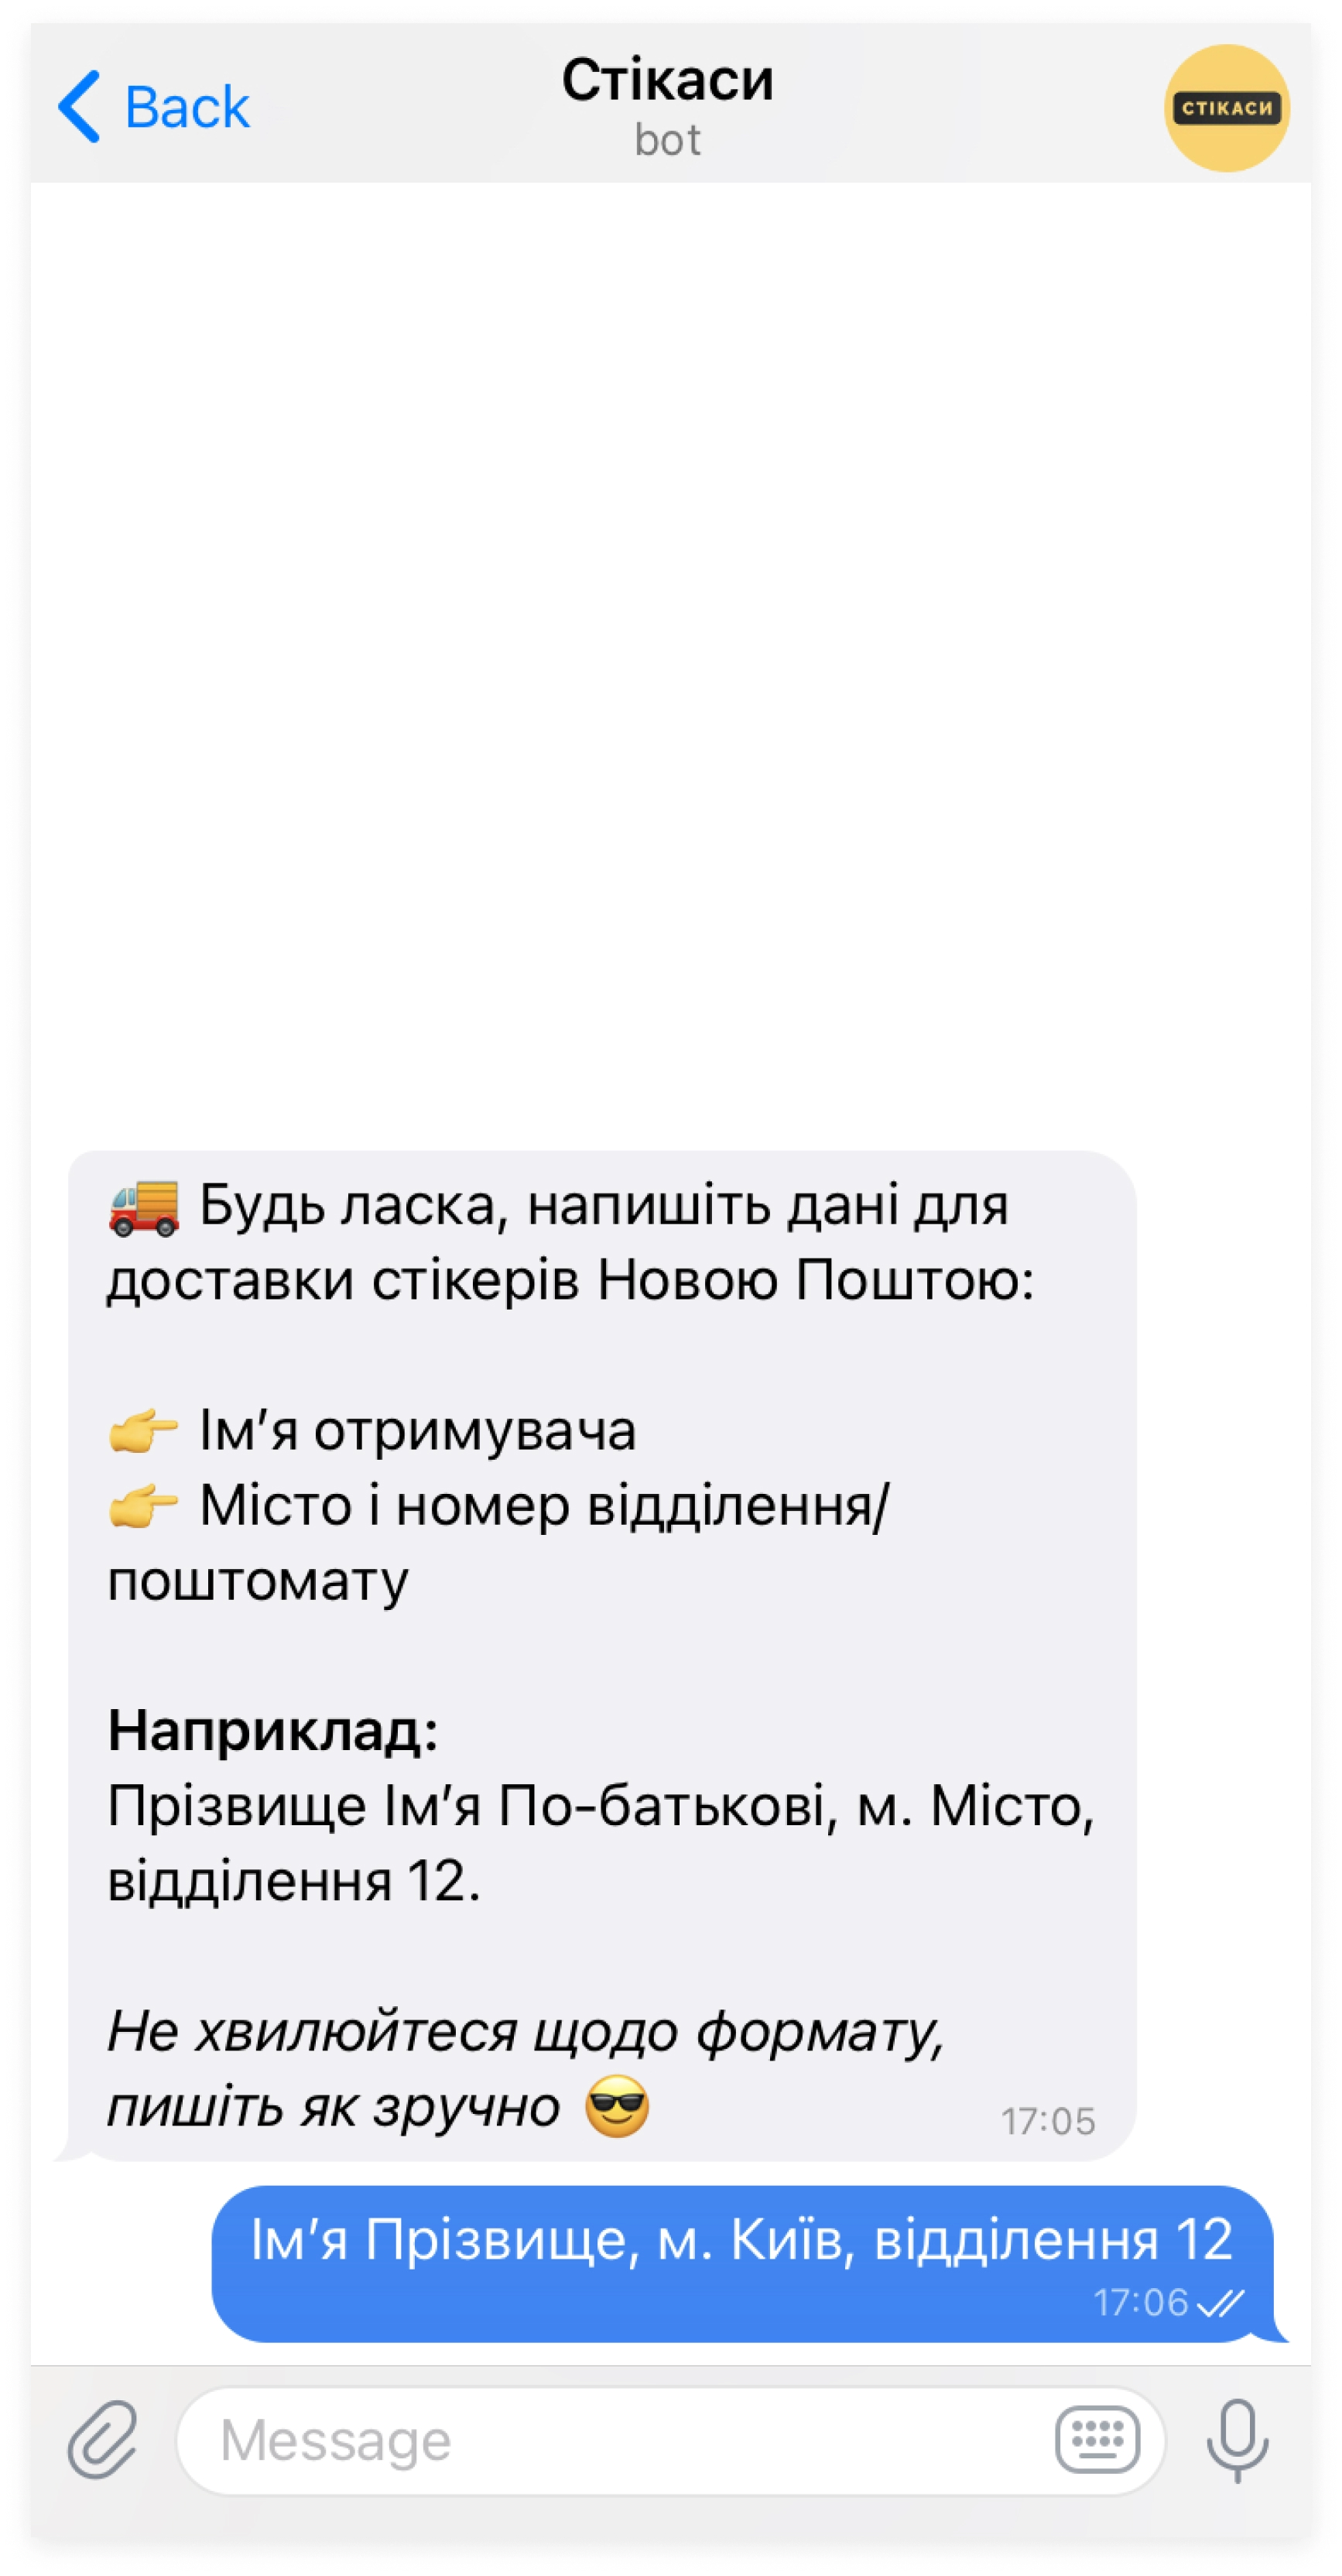 Back
Стікаси
bot
СТІКАСИ
🚚 Будь ласка, напишіть дані для
доставки стікерів Новою Поштою:
👉 Ім’я отримувача
👉 Місто і номер відділення/
поштомату
Наприклад:
Прізвище Ім’я По-батькові, м. Місто,
відділення 12.
Не хвилюйтеся щодо формату,
пишіть як зручно 😎
17:05
Ім’я Прізвище, м. Київ, відділення 12
17:06
Message